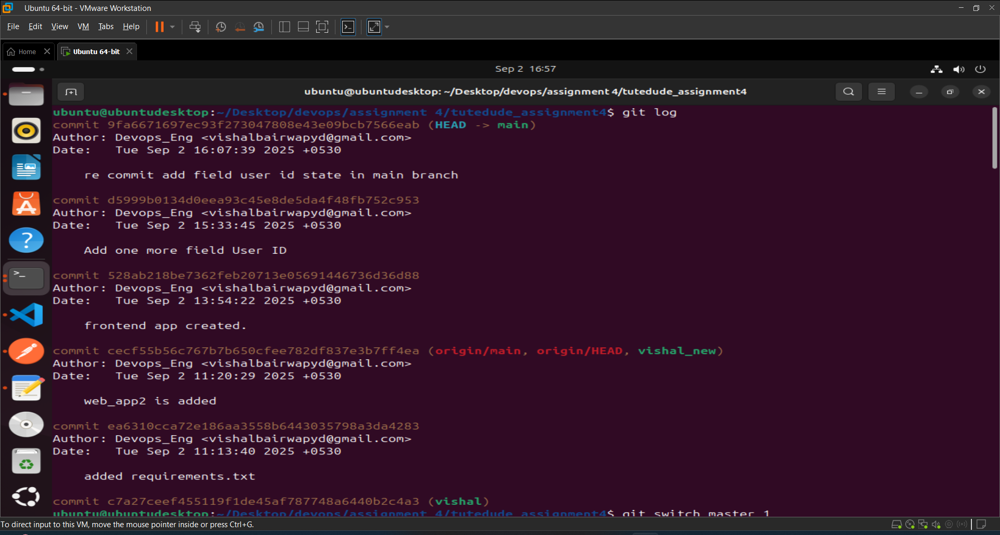 Ubuntu 64-bit - VMware Workstation
File Edit View VM Tabs Help
Home Ubuntu 64-bit
Sep 2 16:57
ubuntu@ubuntudesktop: ~/Desktop/devops/assignment 4/tutedude_assignment4
ubuntu@ubuntudesktop:~/Desktop/devops/assignment 4/tutedude_assignment4$ git log
commit 9fa6671697ec93f273047808e43e09bcb7566eab (HEAD -> main)
Author: Devops_Eng <vishalbairwapyd@gmail.com>
Date:   Tue Sep 2 16:07:39 2025 +0530
re commit add field user id state in main branch
commit d5999b0134d0eea93c45e8de5da4f48fb752c953
Author: Devops_Eng <vishalbairwapyd@gmail.com>
Date:   Tue Sep 2 15:33:45 2025 +0530
Add one more field User ID
commit 528ab218be7362feb20713e05691446736d36d88
Author: Devops_Eng <vishalbairwapyd@gmail.com>
Date:   Tue Sep 2 13:54:22 2025 +0530
frontend app created.
commit cecf55b56c767b7b650cfee782df837e3b7ff4ea (origin/main, origin/HEAD, vishal_new)
Author: Devops_Eng <vishalbairwapyd@gmail.com>
Date:   Tue Sep 2 11:20:29 2025 +0530
web_app2 is added
commit ea6310cca72e186aa3558b6443035798a3da4283
Author: Devops_Eng <vishalbairwapyd@gmail.com>
Date:   Tue Sep 2 11:13:40 2025 +0530
added requirements.txt
commit c7a27ceef455119f1de45af787748a6440b2c4a3 (vishal)
ubuntu@ubuntudesktop:~/Desktop/devops/assignment 4/tutedude_assignment4$ git switch master_1
To direct input to this VM, move the mouse pointer inside or press Ctrl+G.